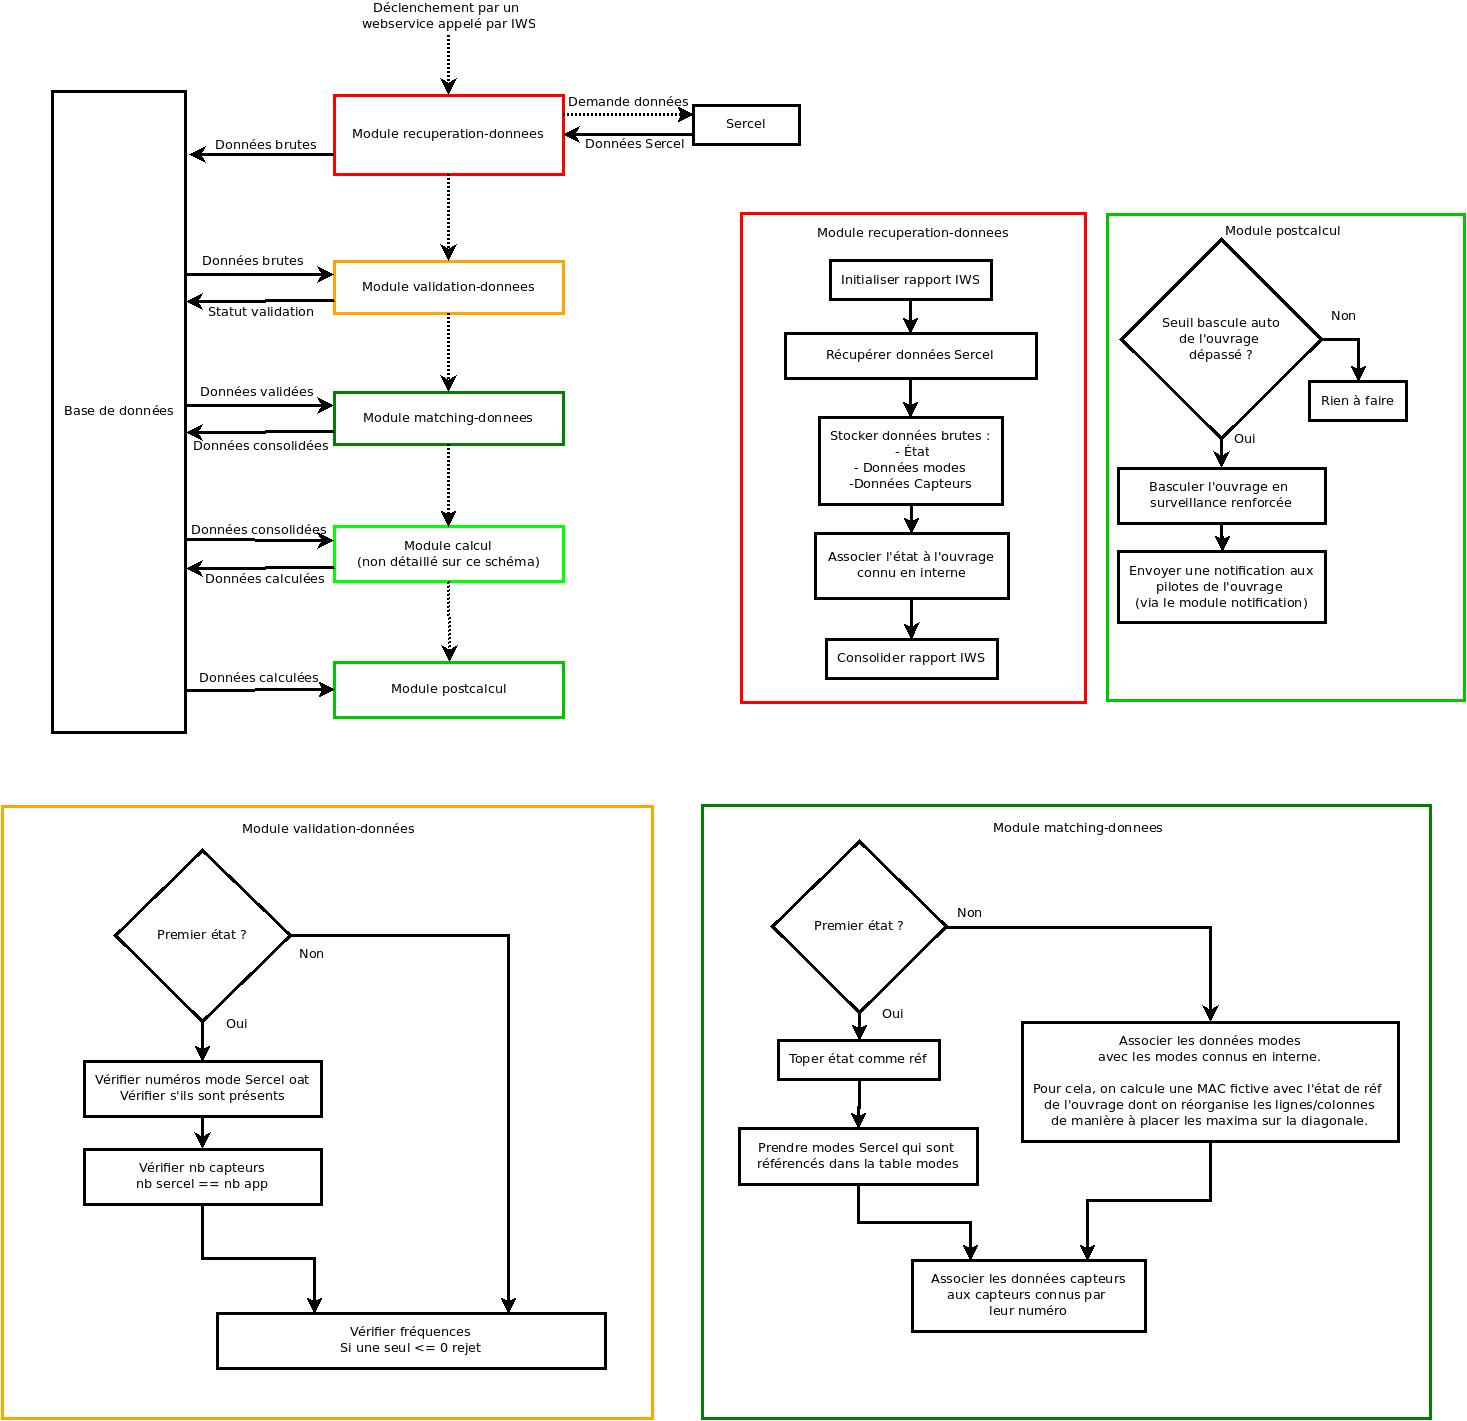 Déclenchement par un
webservice appelé par IWS
Module recuperation-donnees
Demande données
Sercel
Données Sercel
Données brutes
Données brutes
Module validation-donnees
Statut validation
Base de données
Données validées
Module matching-donnees
Données consolidées
Données consolidées
Module calcul
(non détaillé sur ce schéma)
Données calculées
Données calculées
Module postcalcul
Module recuperation-donnees
Initialiser rapport IWS
Récupérer données Sercel
Stocker données brutes :
- État
- Données modes
-Données Capteurs
Associer l'état à l'ouvrage
connu en interne
Consolider rapport IWS
Module postcalcul
Seuil bascule auto
de l'ouvrage
dépassé ?
Non
Rien à faire
Oui
Basculer l'ouvrage en
surveillance renforcée
Envoyer une notification aux
pilotes de l'ouvrage
(via le module notification)
Module validation-données
Premier état ?
Non
Oui
Vérifier numéros mode Sercel oat
Vérifier s'ils sont présents
Vérifier nb capteurs
nb sercel == nb app
Vérifier fréquences
Si une seul <= 0 rejet
Module matching-donnees
Premier état ?
Non
Oui
Toper état comme réf
Prendre modes Sercel qui sont
référencés dans la table modes
Associer les données modes
avec les modes connus en interne.
Pour cela, on calcule une MAC fictive avec l'état de réf
de l'ouvrage dont on réorganise les lignes/colonnes
de manière à placer les maxima sur la diagonale.
Associer les données capteurs
aux capteurs connus par
leur numéro